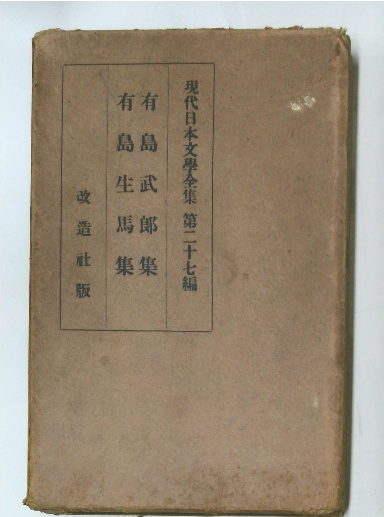 現代日本文學全集 第二十七編
有島武郎集
有島生馬集
改造社版